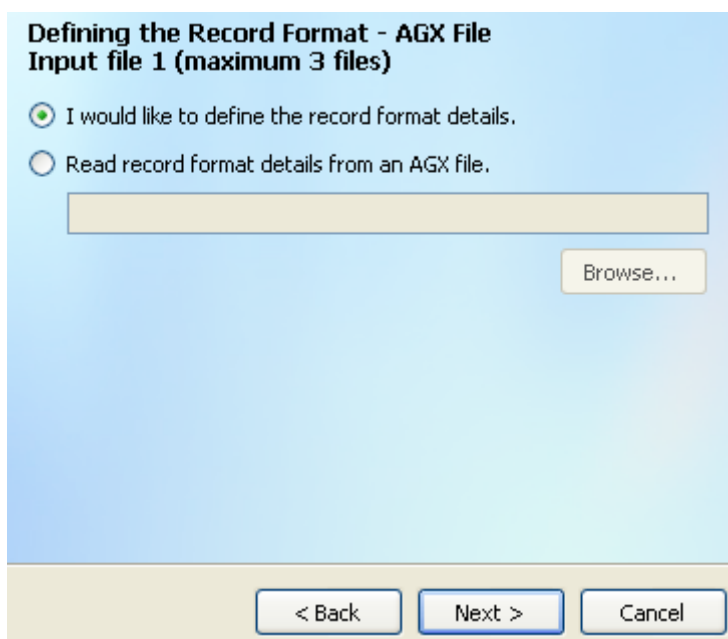 Defining the Record Format - AGX File
Input file 1 (maximum 3 files)
I would like to define the record format details.
Read record format details from an AGX file.
Browse...
< Back Next > Cancel